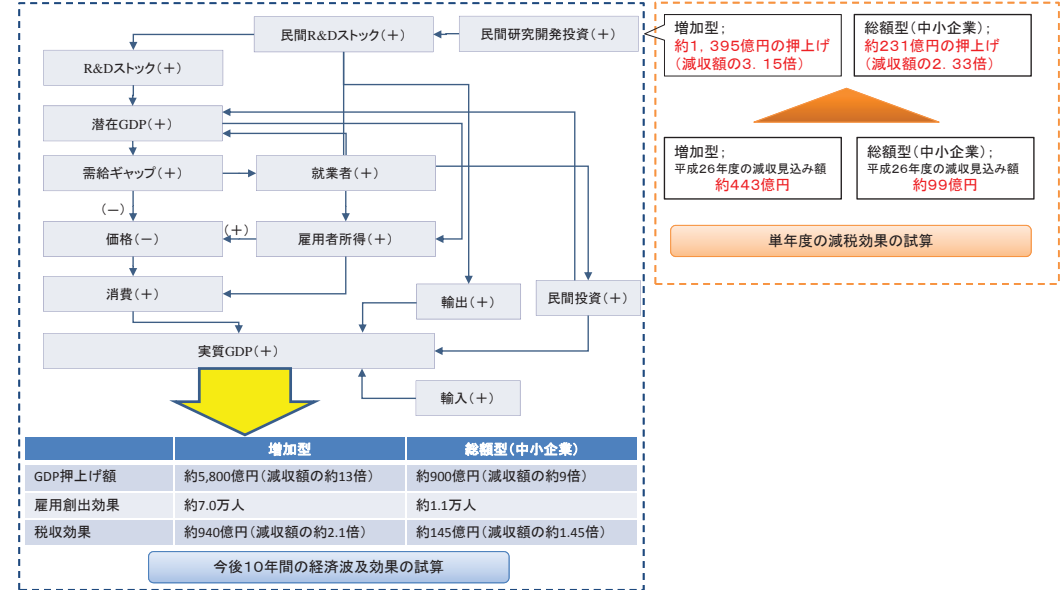 民間R&Dストック（＋）
民間研究開発投資（＋）
R&Dストック（＋）
潜在GDP（＋）
需給ギャップ（＋）
就業者（＋）
（－）
価格（－）
（＋）
雇用者所得（＋）
消費（＋）
輸出（＋）
民間投資（＋）
実質GDP（＋）
輸入（＋）
増加型
総額型（中小企業）
GDP押上げ額
約5,800億円（減収額の約13倍）
約900億円（減収額の約9倍）
雇用創出効果
約7.0万人
約1.1万人
税収効果
約940億円（減収額の約2.1倍）
約145億円（減収額の約1.45倍）
今後１０年間の経済波及効果の試算
増加型；
約１，３９５億円の押上げ
（減収額の３．１５倍）
総額型（中小企業）；
約２３１億円の押上げ
（減収額の２．３３倍）
増加型；
平成２６年度の減収見込み額
約４４３億円
総額型（中小企業）；
平成２６年度の減収見込み額
約９９億円
単年度の減税効果の試算